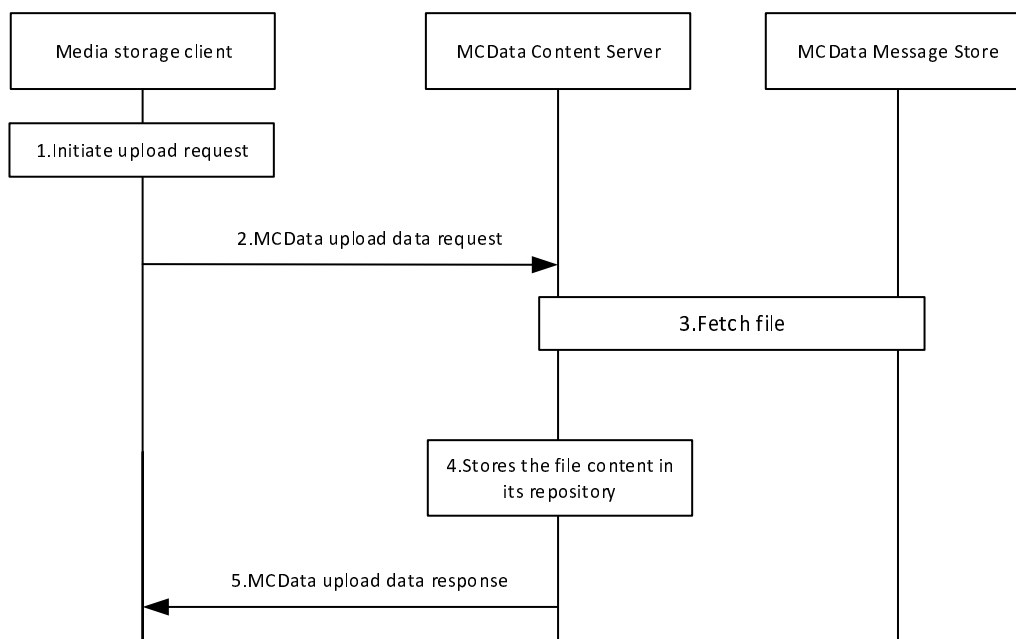 Media storage client
MCData Content Server
MCData Message Store
1.Initiate upload request
2.MCData upload data request
3.Fetch file
4.Stores the file content in
its repository
5.MCData upload data response